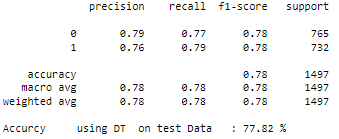 precision recall f1-score support
0 0.79 0.77 0.78 765
1 0.76 0.79 0.78 732
accuracy 0.78 1497
macro avg 0.78 0.78 0.78 1497
weighted avg 0.78 0.78 0.78 1497
Accurcy using DT on test Data : 77.82 %